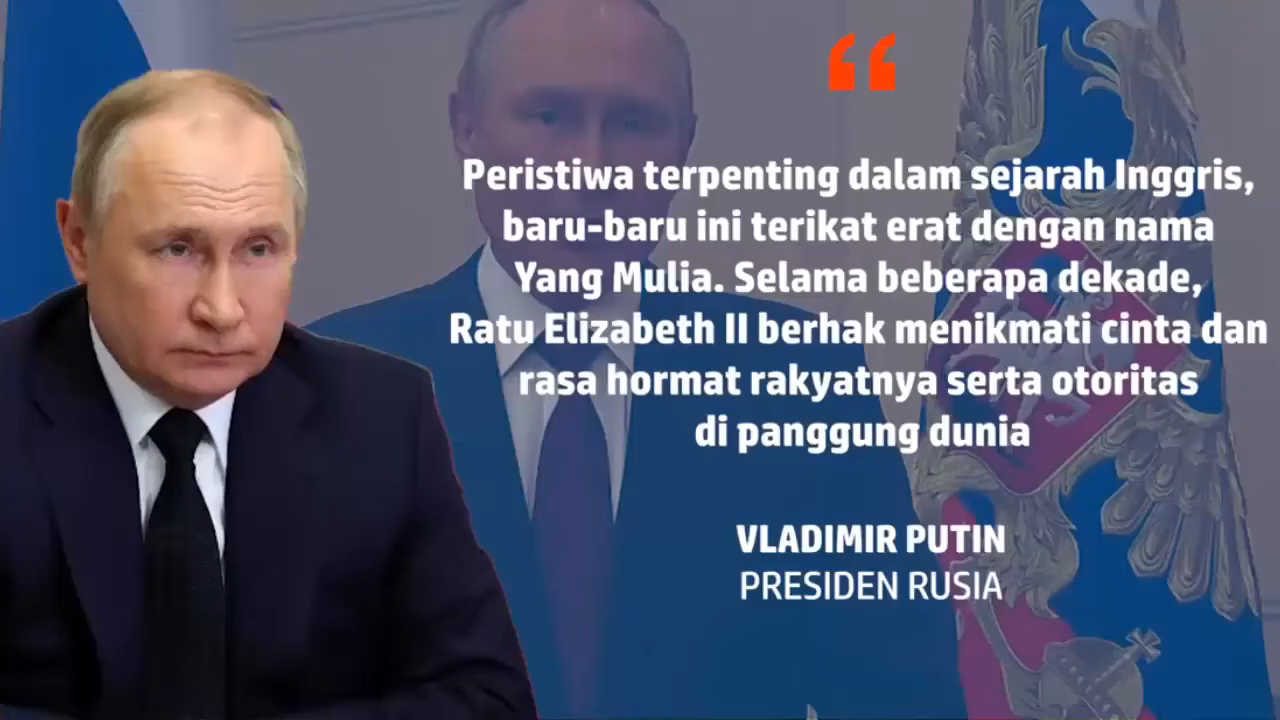 “
Peristiwa terpenting dalam sejarah Inggris,
baru-baru ini terikat erat dengan nama
Yang Mulia. Selama beberapa dekade,
Ratu Elizabeth II berhak menikmati cinta dan
rasa hormat rakyatnya serta otoritas
di panggung dunia
VLADIMIR PUTIN
PRESIDEN RUSIA